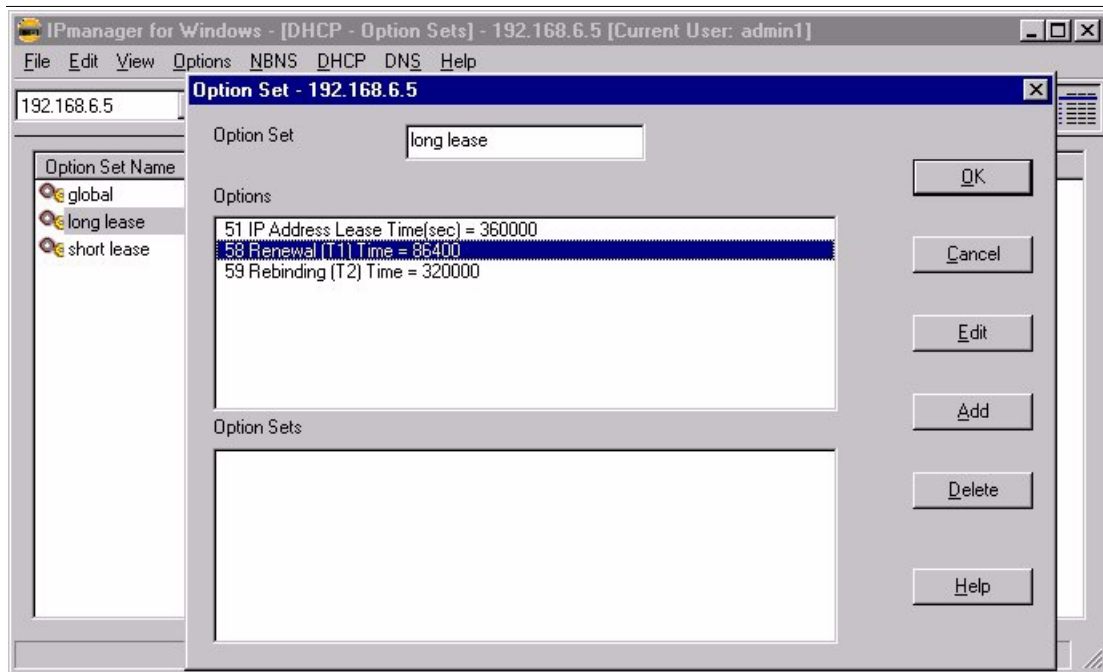 IPmanager for Windows - [DHCP - Option Sets] - 192.168.6.5 [Current User: admin1]
File Edit View Options NBNS DHCP DNS Help
192.168.6.5
Option Set - 192.168.6.5
Option Set Name
global
long lease
short lease
Option Set
long lease
Options
51 IP Address Lease Time(sec) = 360000
58 Renewal (T1) Time = 86400
59 Rebinding (T2) Time = 320000
Option Sets
OK
Cancel
Edit
Add
Delete
Help